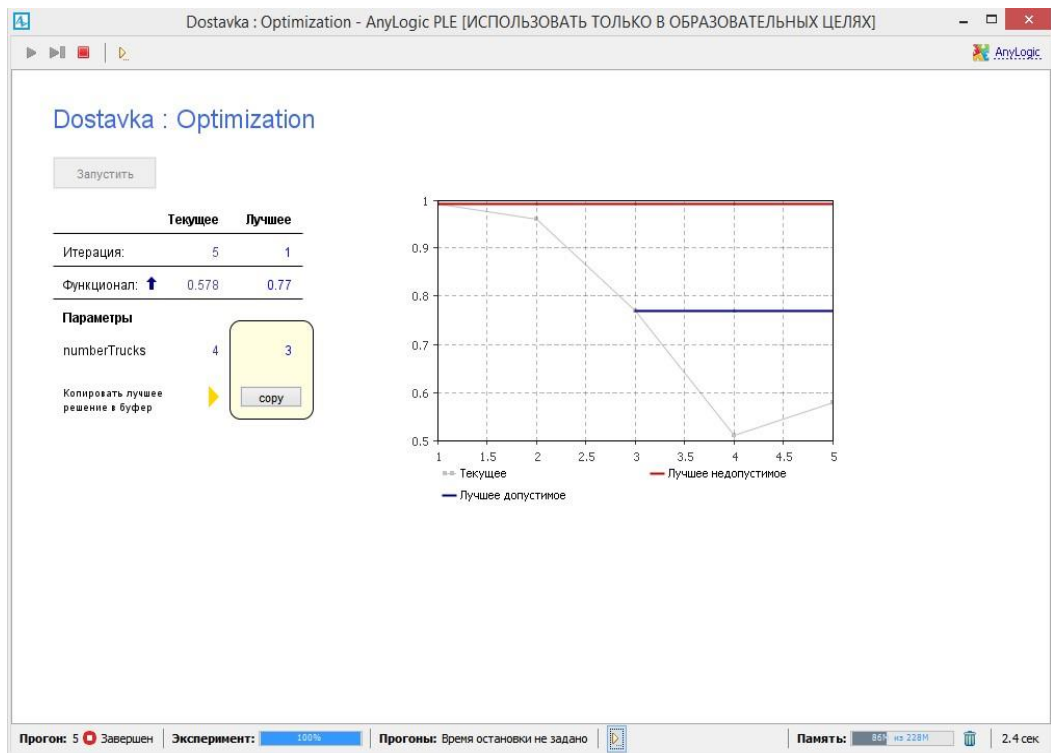 Dostavka : Optimization - AnyLogic PLE [ИСПОЛЬЗОВАТЬ ТОЛЬКО В ОБРАЗОВАТЕЛЬНЫХ ЦЕЛЯХ]
AnyLogic
Dostavka : Optimization
Запустить
Текущее Лучшее
Итерация: 5 1
Функционал: 0.578 0.77
Параметры
numberTrucks 4 3
Копировать лучшее
решение в буфер
copy
1
0.9
0.8
0.7
0.6
0.5
1 1.5 2 2.5 3 3.5 4 4.5 5
Текущее Лучшее недопустимое
Лучшее допустимое
Прогон: 5 Завершен Эксперимент: 100% Прогоны: Время остановки не задано Память: 86M из 228M 2.4 сек